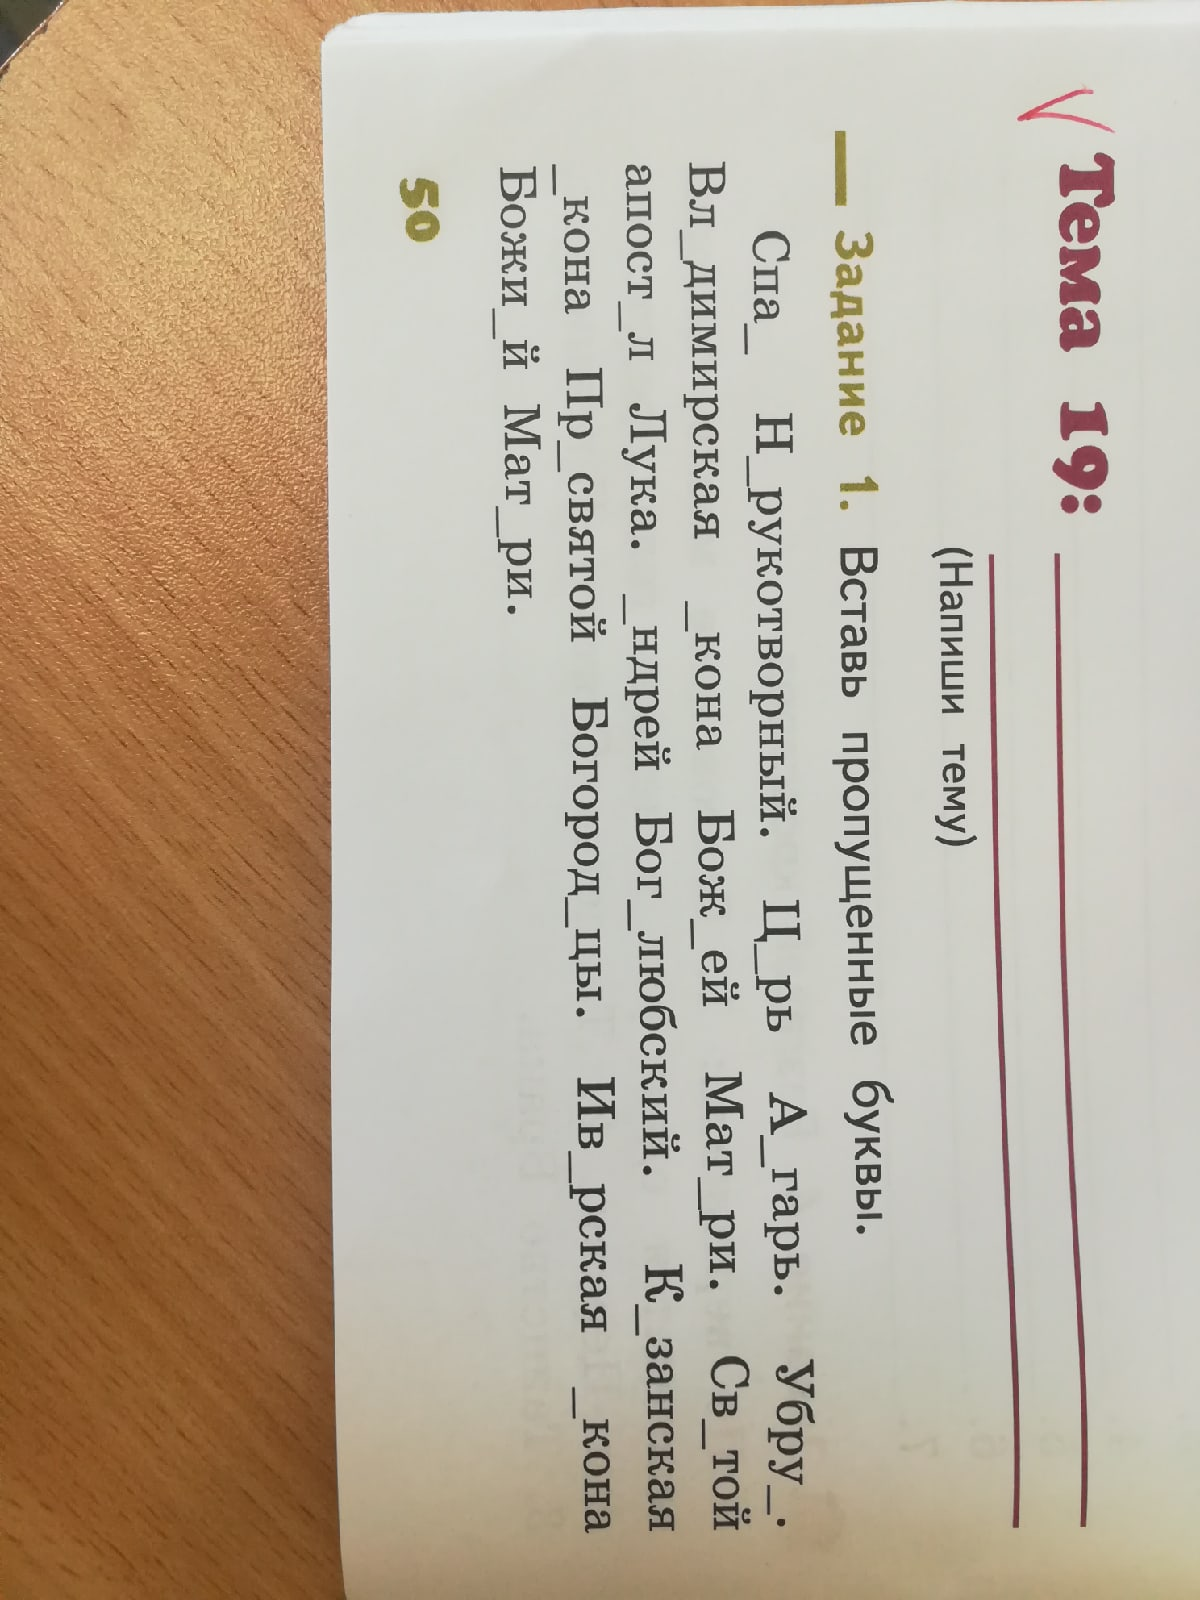 Тема 19:
(Напиши тему)
Задание 1. Вставь пропущенные буквы.
Спа_ Н_рукотворный. Ц_рь А_гарь. Убру_.
Вл_димирская _кона Бож_ей Мат_ри. Св_той
апост_л Лука. _ндрей Бог_любский. К_занская
_кона Пр_святой Богород_цы. Ив_рская _кона
Божи_й Мат_ри.
50